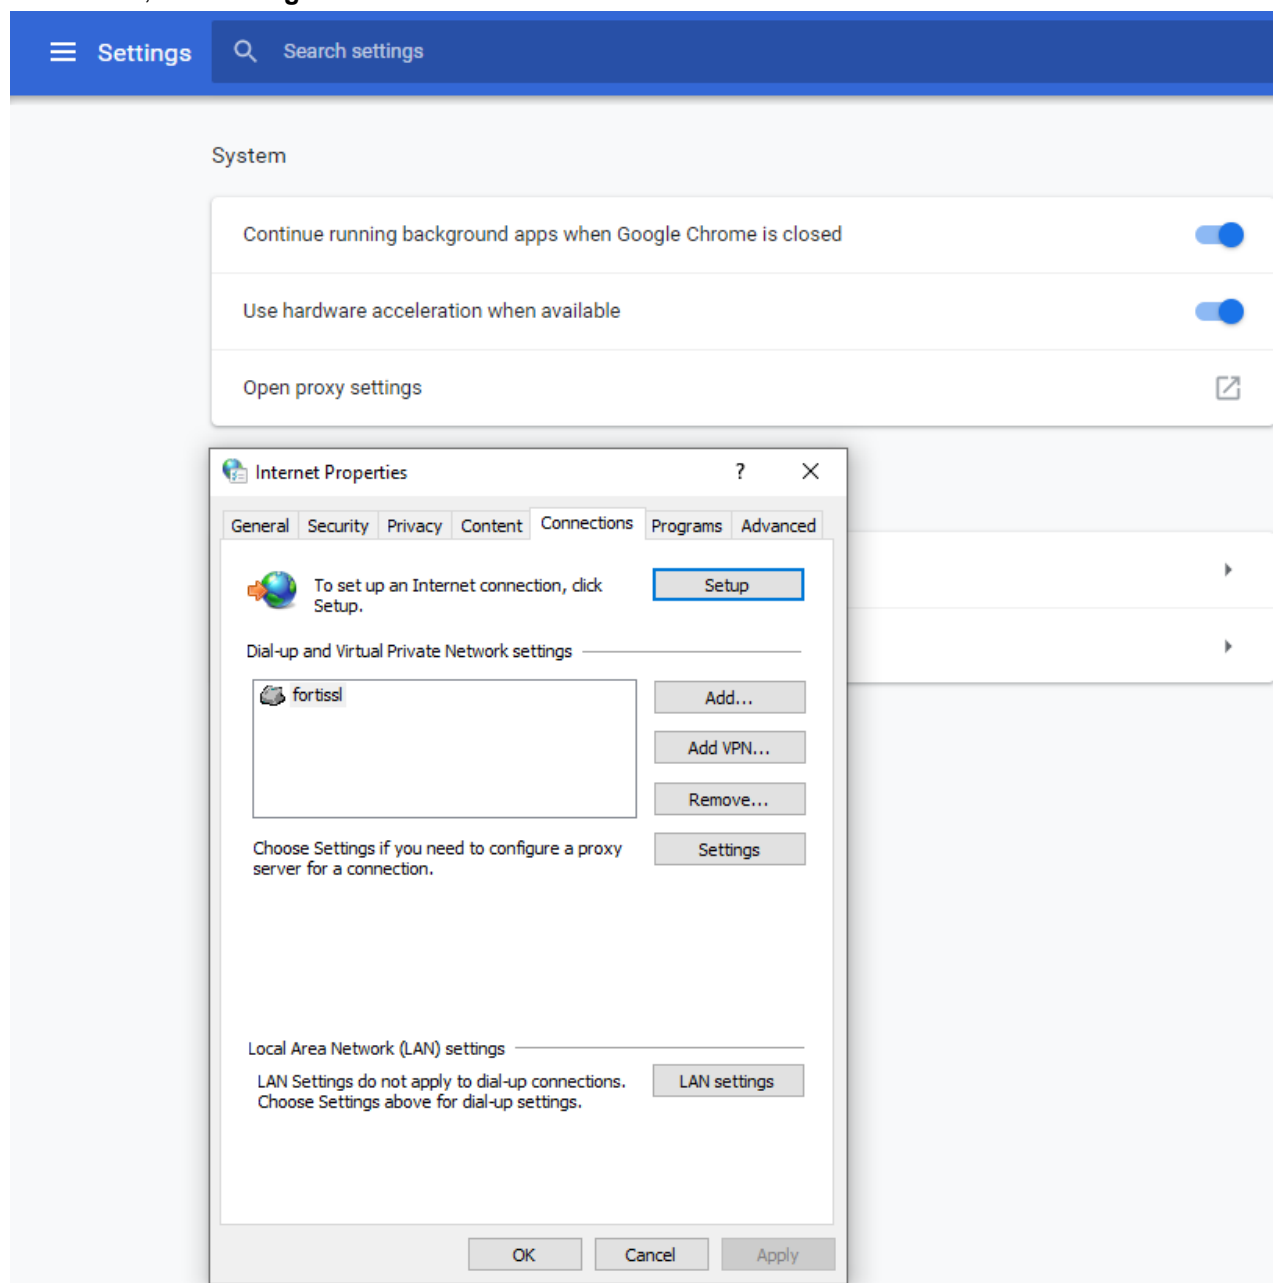 Settings
Search settings
System
Continue running background apps when Google Chrome is closed
Use hardware acceleration when available
Open proxy settings
Internet Properties
?
General Security Privacy Content Connections Programs Advanced
To set up an Internet connection, click
Setup.
Setup
Dial-up and Virtual Private Network settings
fortissl
Add...
Add VPN...
Remove...
Choose Settings if you need to configure a proxy
server for a connection.
Settings
Local Area Network (LAN) settings
LAN Settings do not apply to dial-up connections.
Choose Settings above for dial-up settings.
LAN settings
OK Cancel Apply